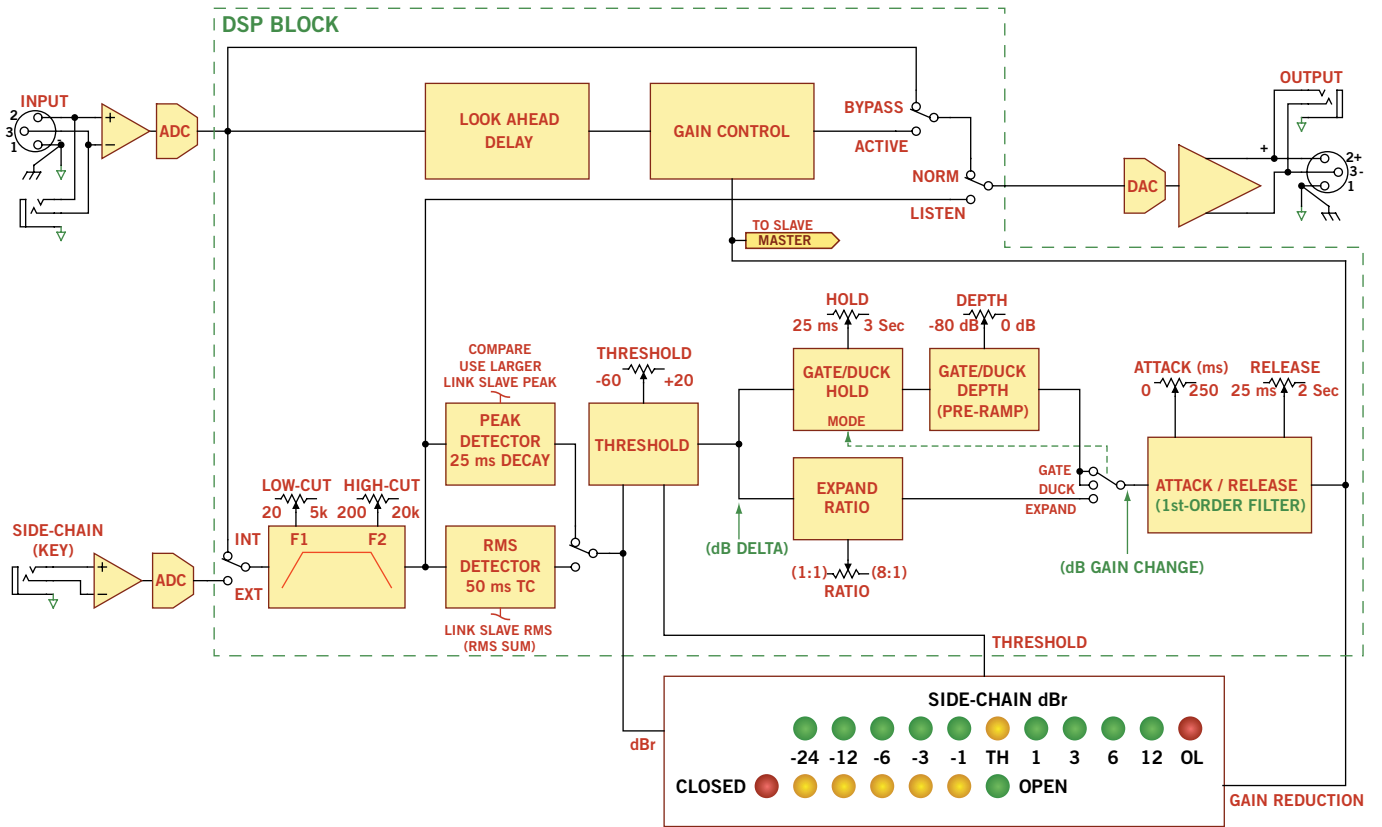 DSP BLOCK
INPUT
2
3
1
+
−
ADC
LOOK AHEAD
DELAY
GAIN CONTROL
BYPASS
ACTIVE
NORM
LISTEN
DAC
OUTPUT
+
2+
3-
1
TO SLAVE
MASTER
HOLD
25 ms
3 Sec
DEPTH
-80 dB
0 dB
COMPARE
USE LARGER
LINK SLAVE PEAK
THRESHOLD
-60
+20
GATE/DUCK
HOLD
MODE
GATE/DUCK
DEPTH
(PRE-RAMP)
ATTACK (ms)
0
250
RELEASE
25 ms
2 Sec
PEAK
DETECTOR
25 ms DECAY
THRESHOLD
EXPAND
RATIO
GATE
DUCK
EXPAND
ATTACK / RELEASE
(1st-ORDER FILTER)
LOW-CUT
20
5k
HIGH-CUT
200
20k
SIDE-CHAIN
(KEY)
+
−
ADC
INT
EXT
F1
F2
RMS
DETECTOR
50 ms TC
(dB DELTA)
(dB GAIN CHANGE)
(1:1)
(8:1)
RATIO
LINK SLAVE RMS
(RMS SUM)
THRESHOLD
SIDE-CHAIN dBr
dBr
-24
-12
-6
-3
-1
TH
1
3
6
12
OL
CLOSED
OPEN
GAIN REDUCTION